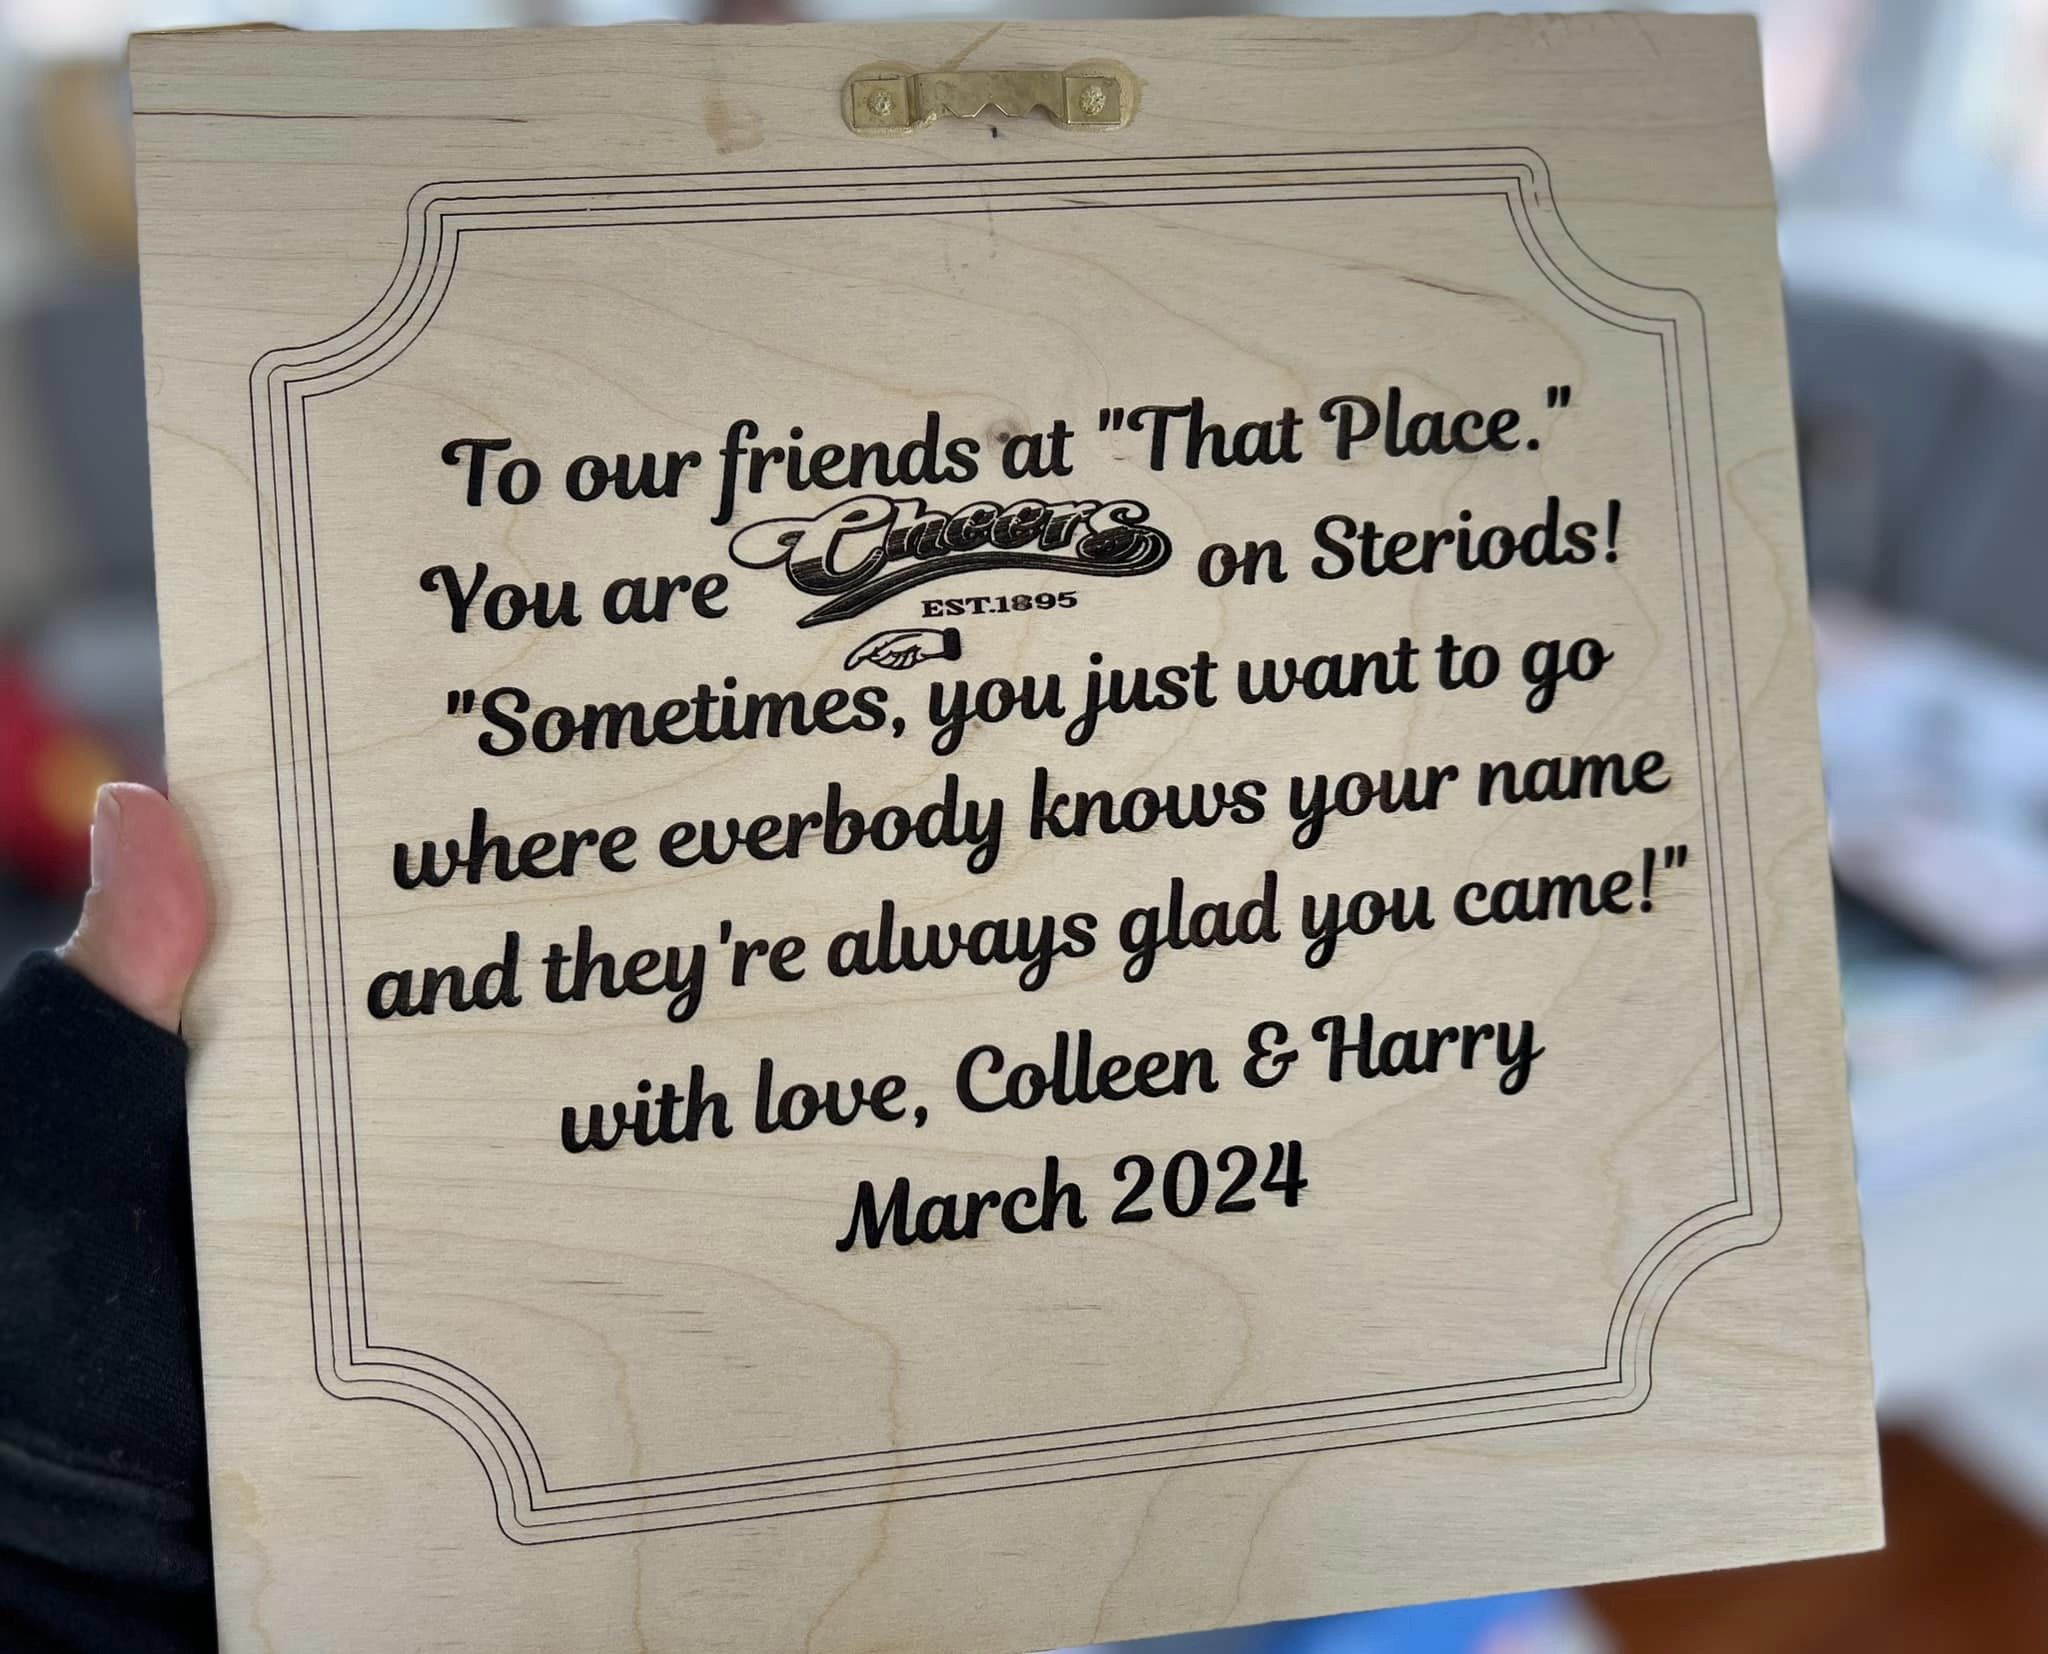 To our friends at "That Place."
You are Cheers on Steriods!
EST.1895
"Sometimes, you just want to go
where everbody knows your name
and they're always glad you came!"
with love, Colleen & Harry
March 2024